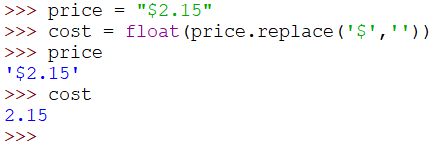 >>> price = "$2.15"
>>> cost = float(price.replace('$',''))
>>> price
'$2.15'
>>> cost
2.15
>>>